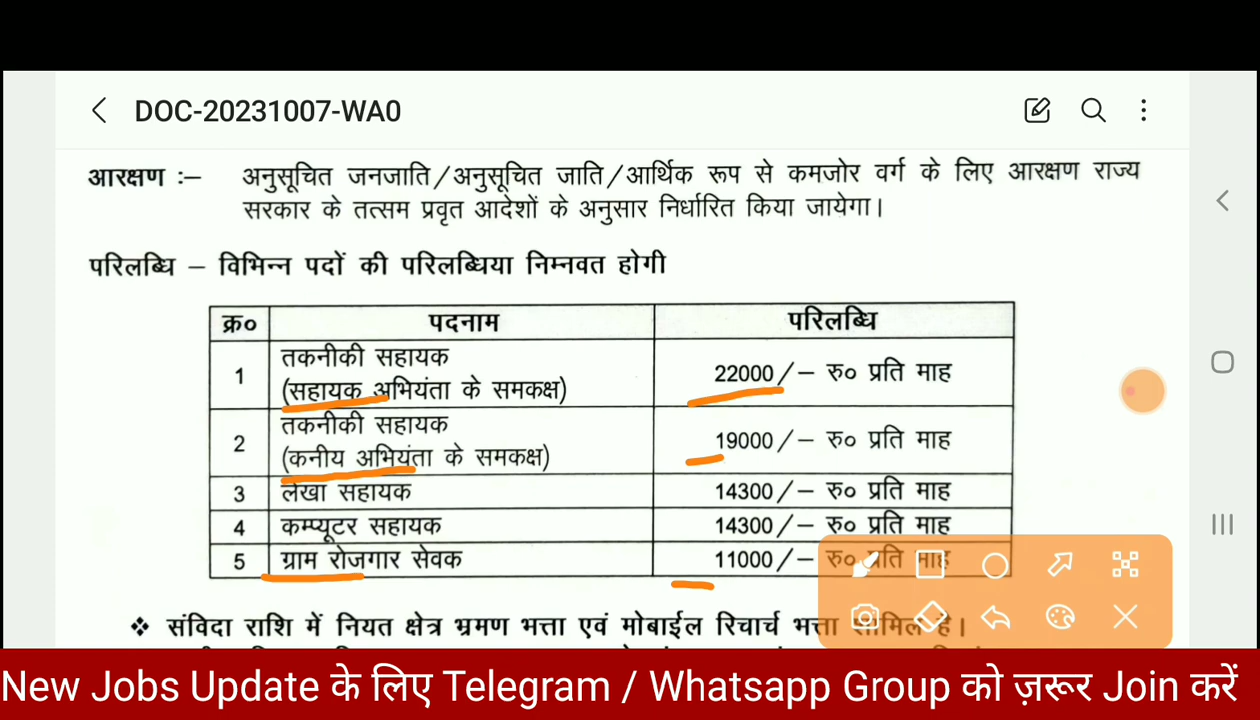 DOC-20231007-WA0
आरक्षण :– अनुसूचित जनजाति/अनुसूचित जाति/आर्थिक रूप से कमजोर वर्ग के लिए आरक्षण राज्य
सरकार के तत्सम प्रवृत आदेशों के अनुसार निर्धारित किया जायेगा।
परिलब्धि – विभिन्न पदों की परिलब्धिया निम्नवत होगी
क्र० पदनाम परिलब्धि
1 तकनीकी सहायक
(सहायक अभियंता के समकक्ष) 22000/– रु० प्रति माह
2 तकनीकी सहायक
(कनीय अभियंता के समकक्ष) 19000/– रु० प्रति माह
3 लेखा सहायक 14300/– रु० प्रति माह
4 कम्प्यूटर सहायक 14300/– रु० प्रति माह
5 ग्राम रोजगार सेवक 11000/– रु० प्रति माह
❖ संविदा राशि में नियत क्षेत्र भ्रमण भत्ता एवं मोबाईल रिचार्च भत्ता सामिल है।
New Jobs Update के लिए Telegram / Whatsapp Group को ज़रूर Join करें